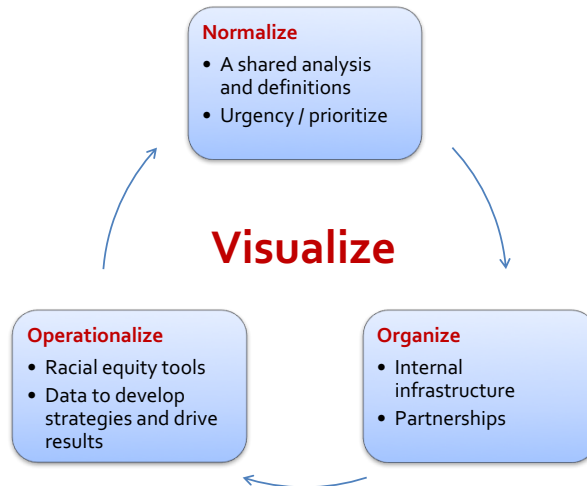 Normalize
• A shared analysis
and definitions
• Urgency / prioritize
Visualize
Operationalize
• Racial equity tools
• Data to develop
strategies and drive
results
Organize
• Internal
infrastructure
• Partnerships